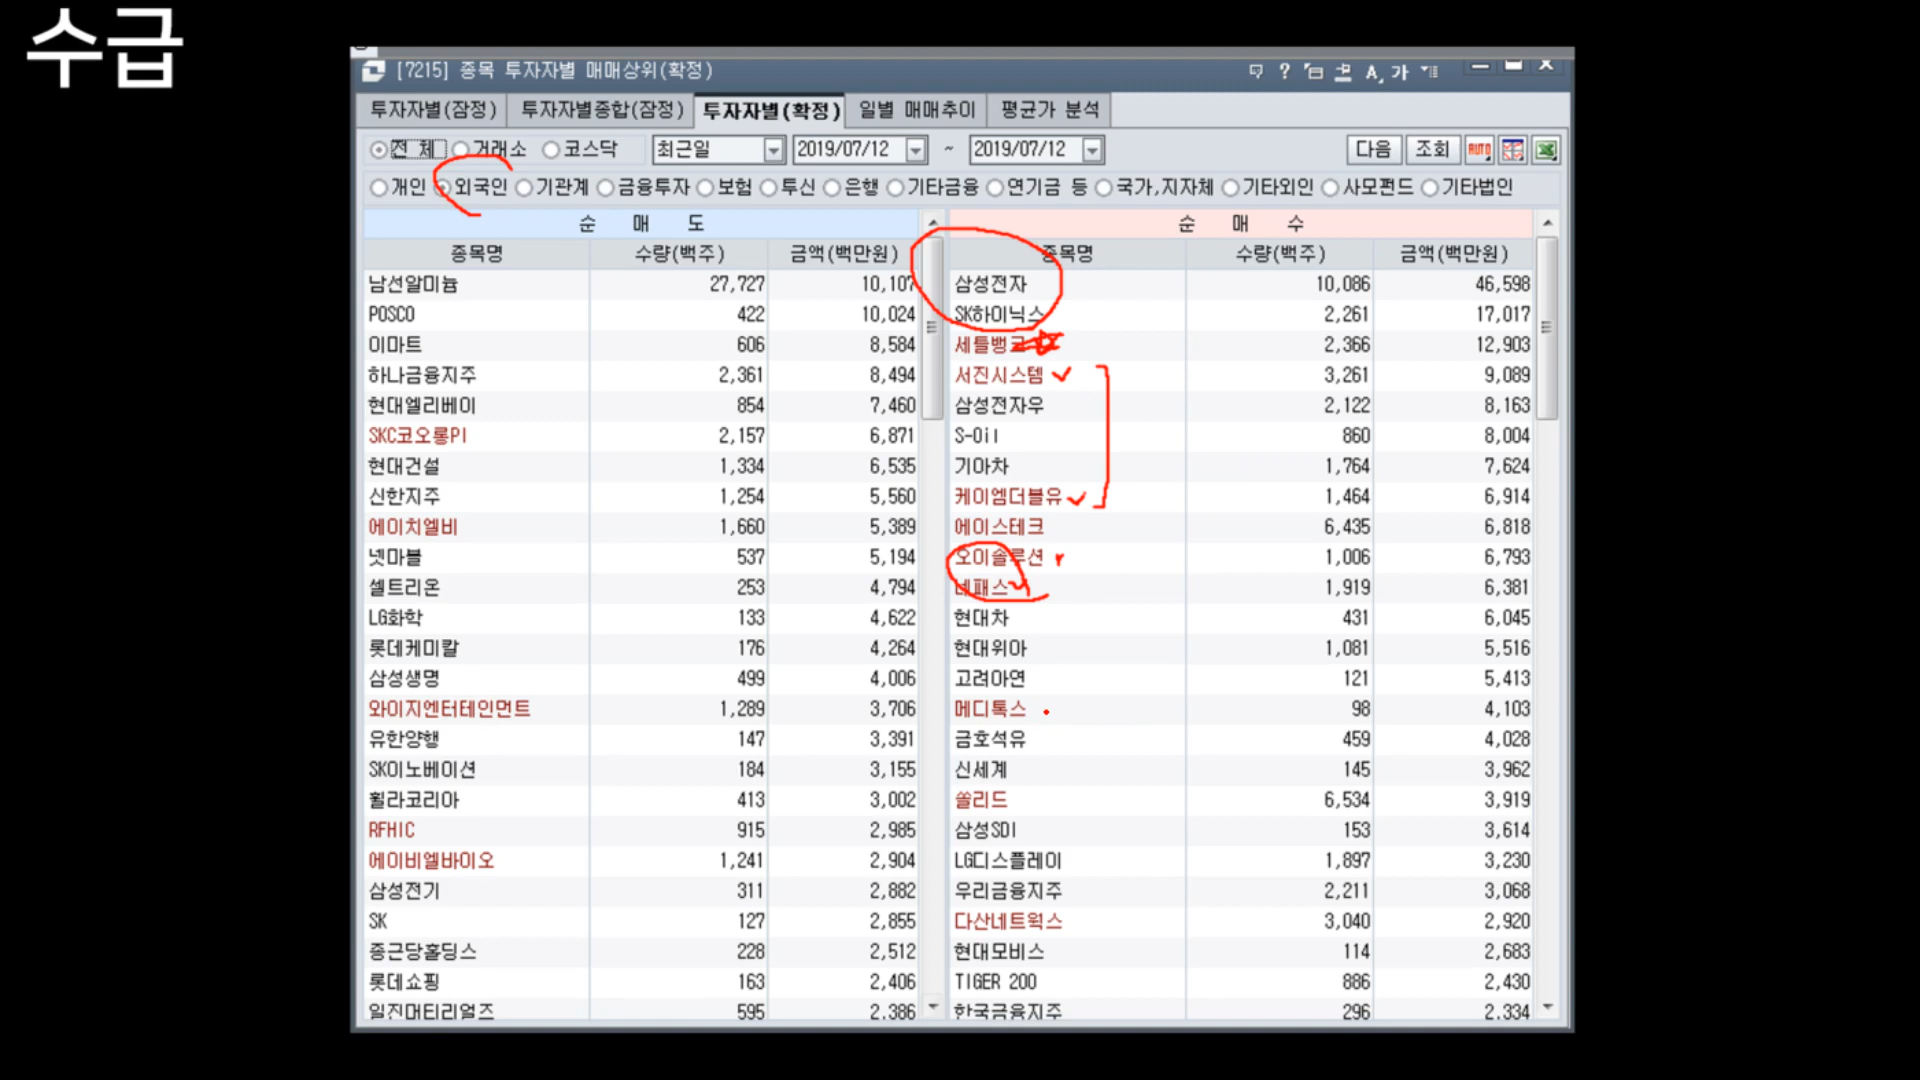 수급
[7215] 종목 투자자별 매매상위(확정)
투자자별(잠정) 투자자별종합(잠정) 투자자별(확정) 일별 매매추이 평균가 분석
전 체 거래소 코스닥 최근일 2019/07/12 ~ 2019/07/12 다음 조회 AUTO
개인 외국인 기관계 금융투자 보험 투신 은행 기타금융 연기금 등 국가,지자체 기타외인 사모펀드 기타법인
순 매 도 순 매 수
종목명 수량(백주) 금액(백만원) 종목명 수량(백주) 금액(백만원)
남선알미늄 27,727 10,107 삼성전자 10,086 46,598
POSCO 422 10,024 SK하이닉스 2,261 17,017
이마트 606 8,584 세틀뱅크 2,366 12,903
하나금융지주 2,361 8,494 서진시스템 3,261 9,089
현대엘리베이 854 7,460 삼성전자우 2,122 8,163
SKC코오롱PI 2,157 6,871 S-Oil 860 8,004
현대건설 1,334 6,535 기아차 1,764 7,624
신한지주 1,254 5,560 케이엠더블유 1,464 6,914
에이치엘비 1,660 5,389 에이스테크 6,435 6,818
넷마블 537 5,194 오이솔루션 1,006 6,793
셀트리온 253 4,794 네패스 1,919 6,381
LG화학 133 4,622 현대차 431 6,045
롯데케미칼 176 4,264 현대위아 1,081 5,516
삼성생명 499 4,006 고려아연 121 5,413
와이지엔터테인먼트 1,289 3,706 메디톡스 98 4,103
유한양행 147 3,391 금호석유 459 4,028
SK이노베이션 184 3,155 신세계 145 3,962
휠라코리아 413 3,002 쏠리드 6,534 3,919
RFHIC 915 2,985 삼성SDI 153 3,614
에이비엘바이오 1,241 2,904 LG디스플레이 1,897 3,230
삼성전기 311 2,882 우리금융지주 2,211 3,068
SK 127 2,855 다산네트웍스 3,040 2,920
종근당홀딩스 228 2,512 현대모비스 114 2,683
롯데쇼핑 163 2,406 TIGER 200 886 2,430
일진머티리얼즈 595 2,386 한국금융지주 296 2,334